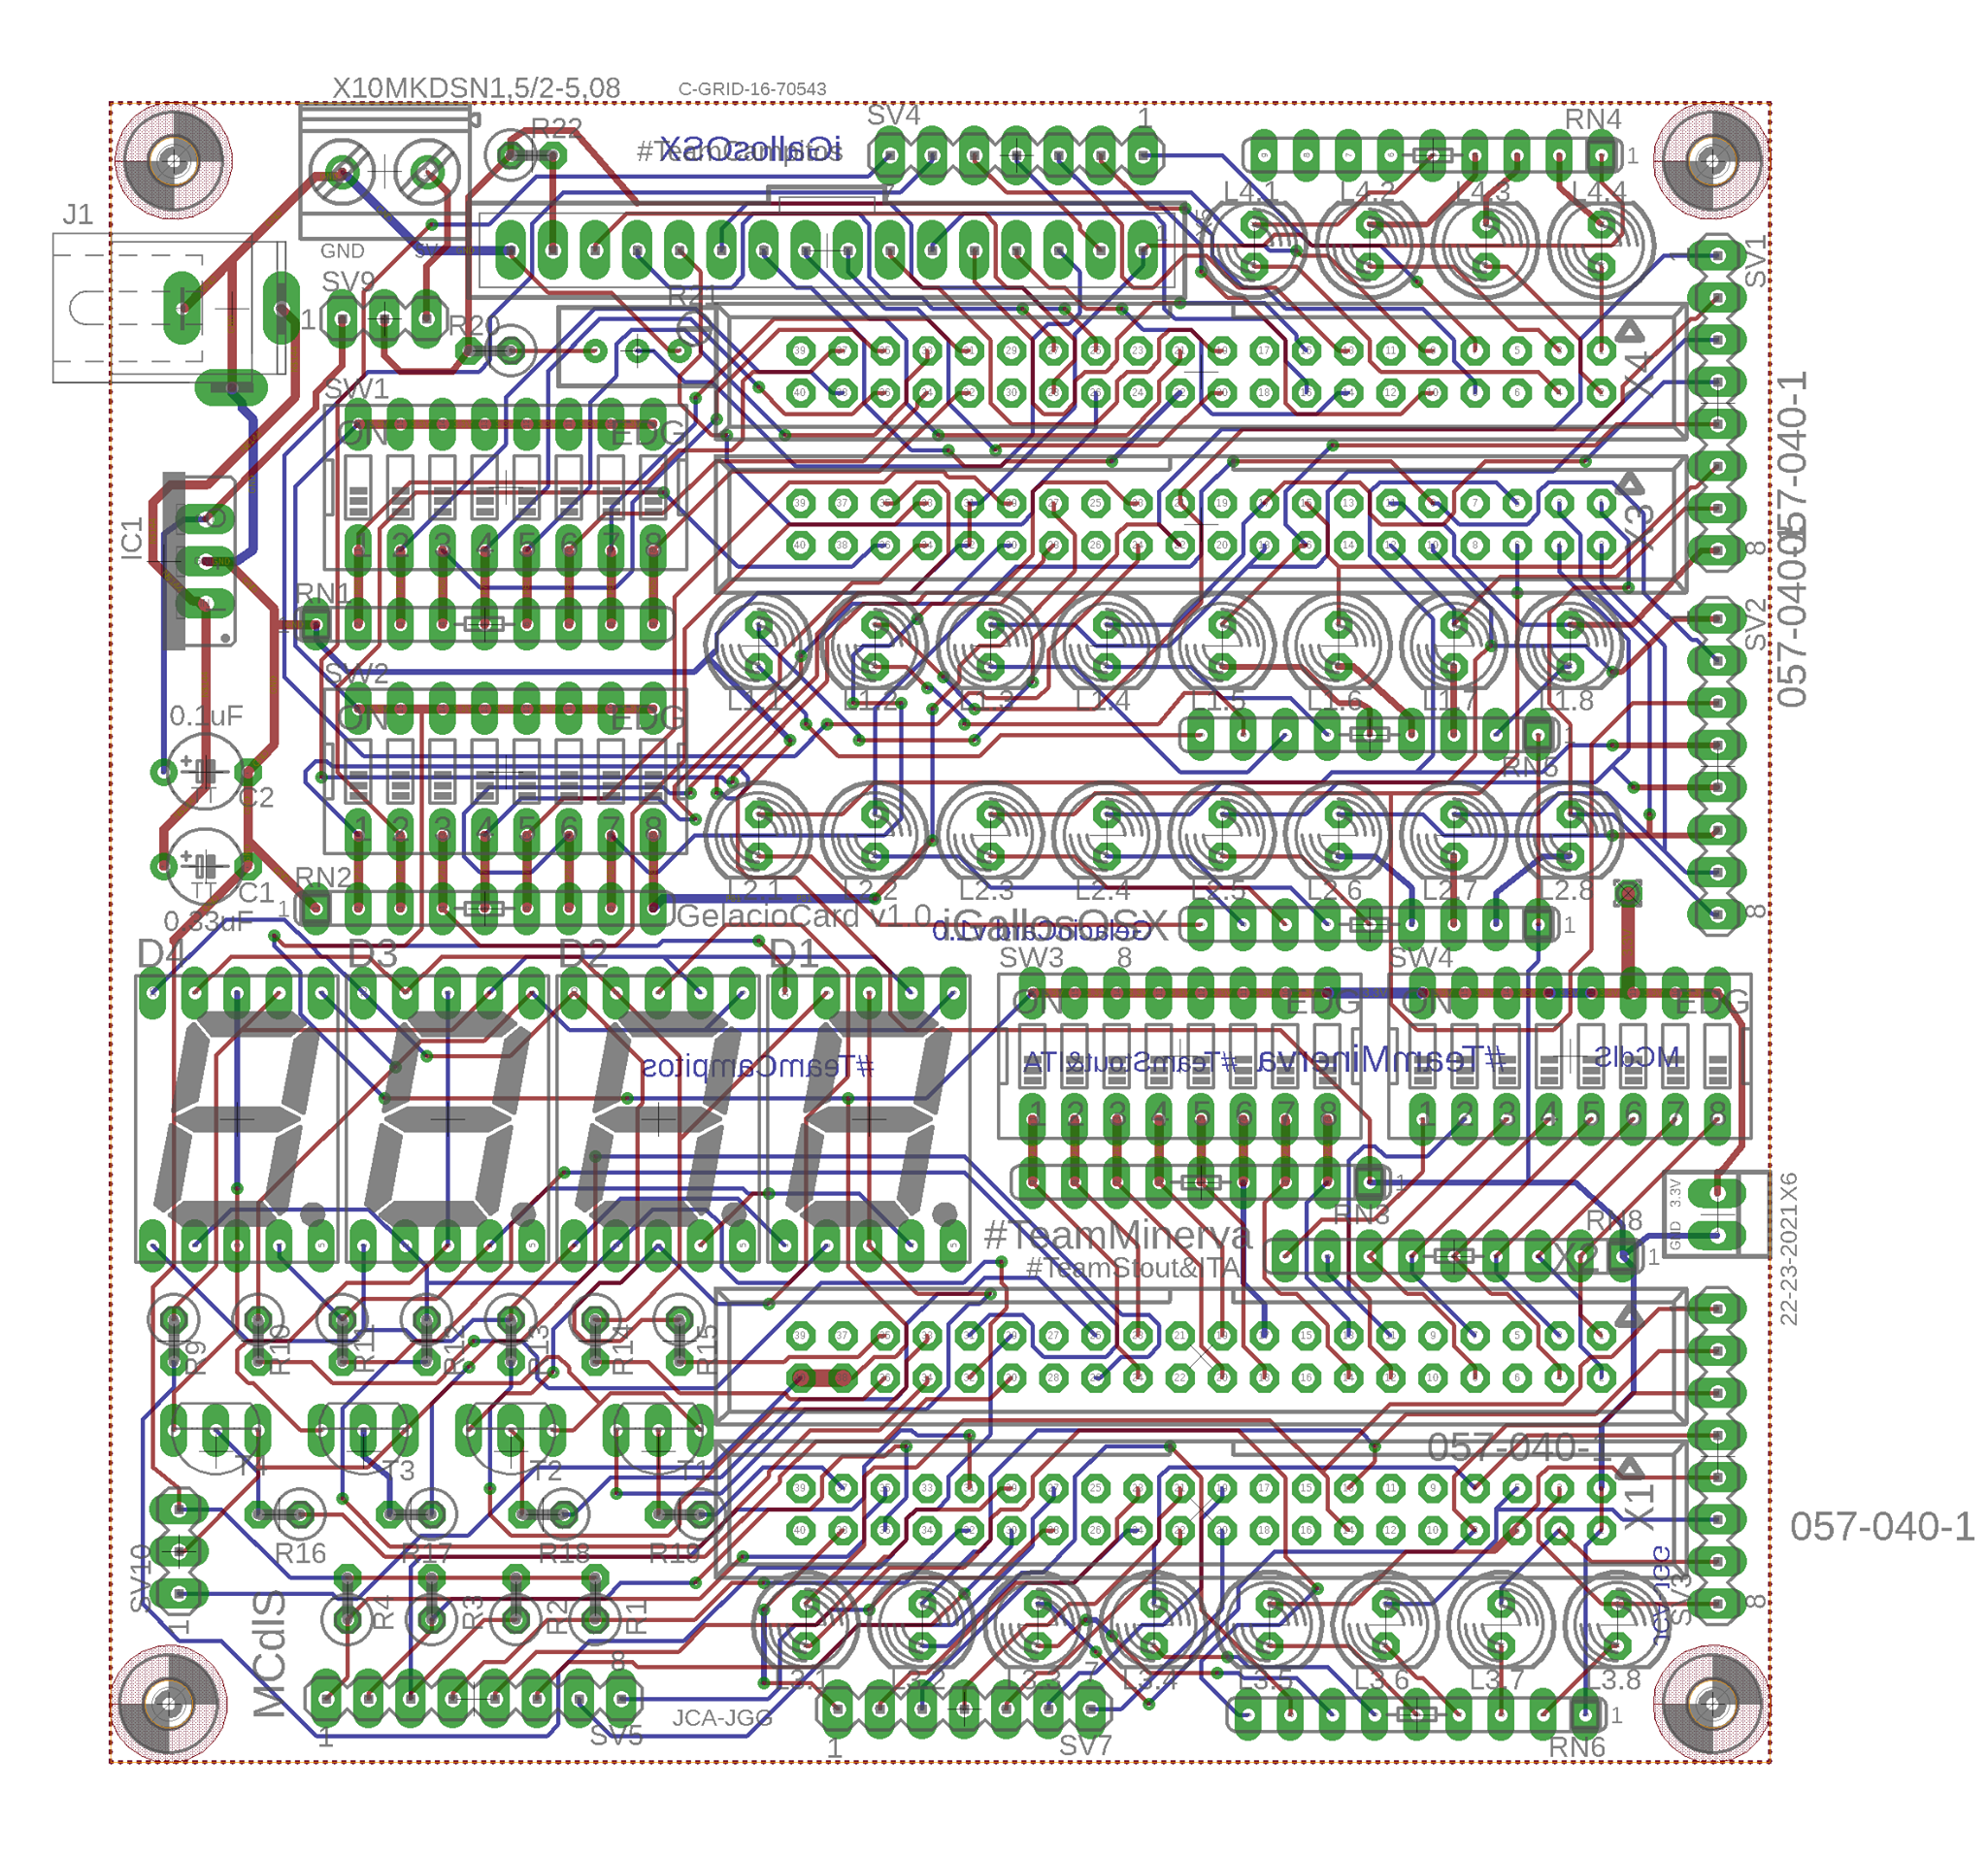 X10MKDSN1,5/2-5,08
C-GRID-16-70543
SV4
1
RN4
1
R22
#TeamCampitos
iGallosOSX
J1
GND
SV9
1
R20
R21
L4.1
L4.2
L4.3
L4.4
SV1
8
X4
057-040-1
SW1
ON
EDG
1 2 3 4 5 6 7 8
IC1
X3
057-040-1
RN1
L1.1
L1.2
L1.3
L1.4
L1.5
L1.6
L1.7
L1.8
SV2
8
SW2
ON
EDG
1 2 3 4 5 6 7 8
0.1uF
C2
RN5
C1
0.33uF
RN2
1
L2.1
L2.2
L2.3
L2.4
L2.5
L2.6
L2.7
L2.8
GelacioCard v1.0
iGallosOSX
GelacioCard v1.0
1
D4
D3
D2
D1
SW3
8
SW4
ON
EDG
ON
EDG
#TeamCampitos
#TeamStout&ITA
#TeamMinerva
MCdIS
1 2 3 4 5 6 7 8
1 2 3 4 5 6 7 8
1
RN3
RN8
1
X2
3.3V
GND
22-23-2021
X6
#TeamMinerva
#TeamStout&ITA
R9
R10
R11
R12
R13
R14
R15
T4
T3
T2
T1
057-040-1
X1
057-040-1
R16
R17
R18
R19
SV10
1
R4
R3
R2
R1
MCdIS
JCA-JGG
SV3
8
L3.1
L3.2
L3.3
L3.4
L3.5
L3.6
L3.7
L3.8
1
8
SV5
JCA-JGG
1
7
SV7
1
RN6